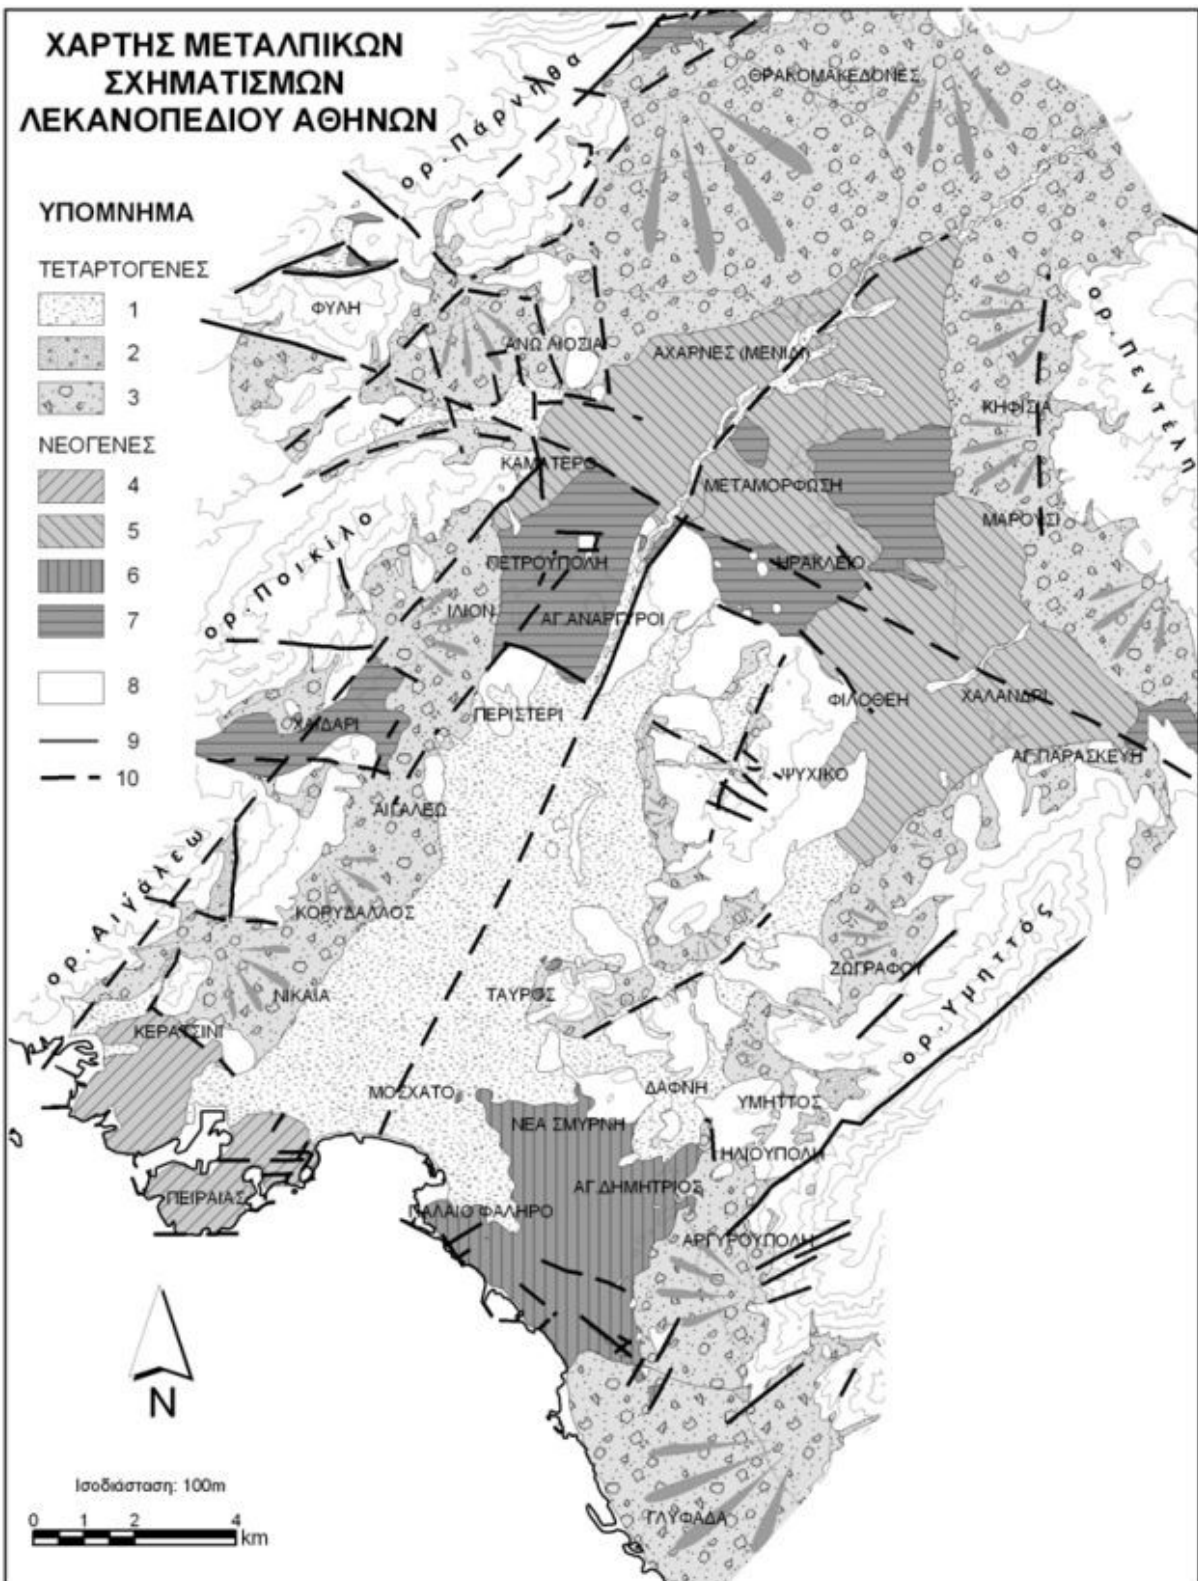 ΧΑΡΤΗΣ ΜΕΤΑΛΠΙΚΩΝ
ΣΧΗΜΑΤΙΣΜΩΝ
ΛΕΚΑΝΟΠΕΔΙΟΥ ΑΘΗΝΩΝ
ΥΠΟΜΝΗΜΑ
ΤΕΤΑΡΤΟΓΕΝΕΣ
1
2
3
ΝΕΟΓΕΝΕΣ
4
5
6
7
8
9
10
ορ. Πάρνηθα
ΘΡΑΚΟΜΑΚΕΔΟΝΕΣ
ΦΥΛΗ
ΑΝΩ ΛΙΟΣΙΑ
ΑΧΑΡΝΕΣ (ΜΕΝΙΔΙ)
ορ. Πεντέλη
ΚΗΦΙΣΙΑ
ΚΑΜΑΤΕΡΟ
ΜΕΤΑΜΟΡΦΩΣΗ
ΜΑΡΟΥΣΙ
ορ. Ποικίλο
ΠΕΤΡΟΥΠΟΛΗ
ΗΡΑΚΛΕΙΟ
ΙΛΙΟΝ
ΑΓ.ΑΝΑΡΓΥΡΟΙ
ΠΕΡΙΣΤΕΡΙ
ΦΙΛΟΘΕΗ
ΧΑΛΑΝΔΡΙ
ΧΑΙΔΑΡΙ
ΑΓ.ΠΑΡΑΣΚΕΥΗ
ΨΥΧΙΚΟ
ΑΙΓΑΛΕΩ
ορ. Αιγάλεω
ΚΟΡΥΔΑΛΛΟΣ
ΖΩΓΡΑΦΟΥ
ορ. Υμηττός
ΝΙΚΑΙΑ
ΤΑΥΡΟΣ
ΚΕΡΑΤΣΙΝΙ
ΜΟΣΧΑΤΟ
ΔΑΦΝΗ
ΥΜΗΤΤΟΣ
ΝΕΑ ΣΜΥΡΝΗ
ΗΛΙΟΥΠΟΛΗ
ΑΓ.ΔΗΜΗΤΡΙΟΣ
ΠΕΙΡΑΙΑΣ
ΠΑΛΑΙΟ ΦΑΛΗΡΟ
ΑΡΓΥΡΟΥΠΟΛΗ
N
Ισοδιάσταση: 100m
0 1 2 4
km
ΓΛΥΦΑΔΑ